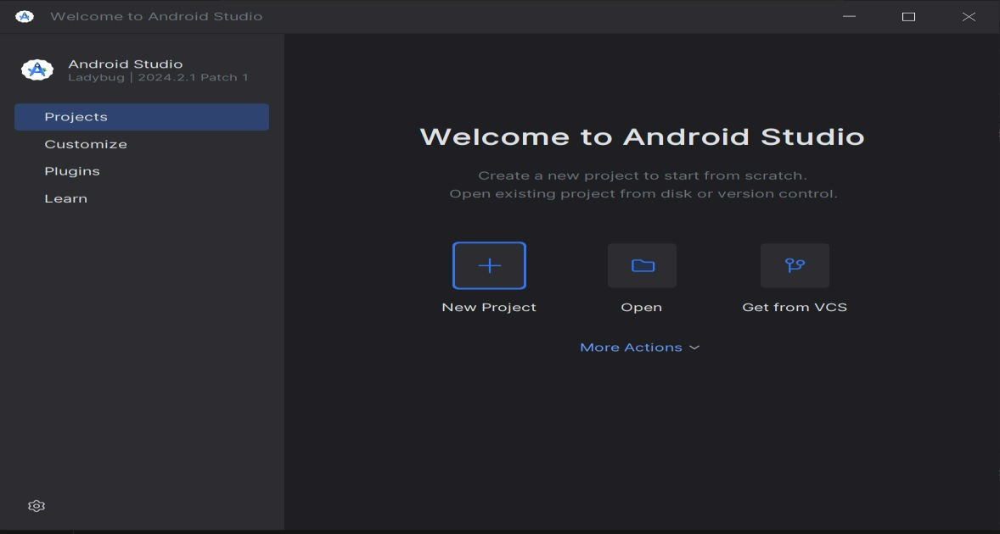 Welcome to Android Studio
Android Studio
Ladybug | 2024.2.1 Patch 1
Projects
Customize
Plugins
Learn
Welcome to Android Studio
Create a new project to start from scratch.
Open existing project from disk or version control.
New Project
Open
Get from VCS
More Actions